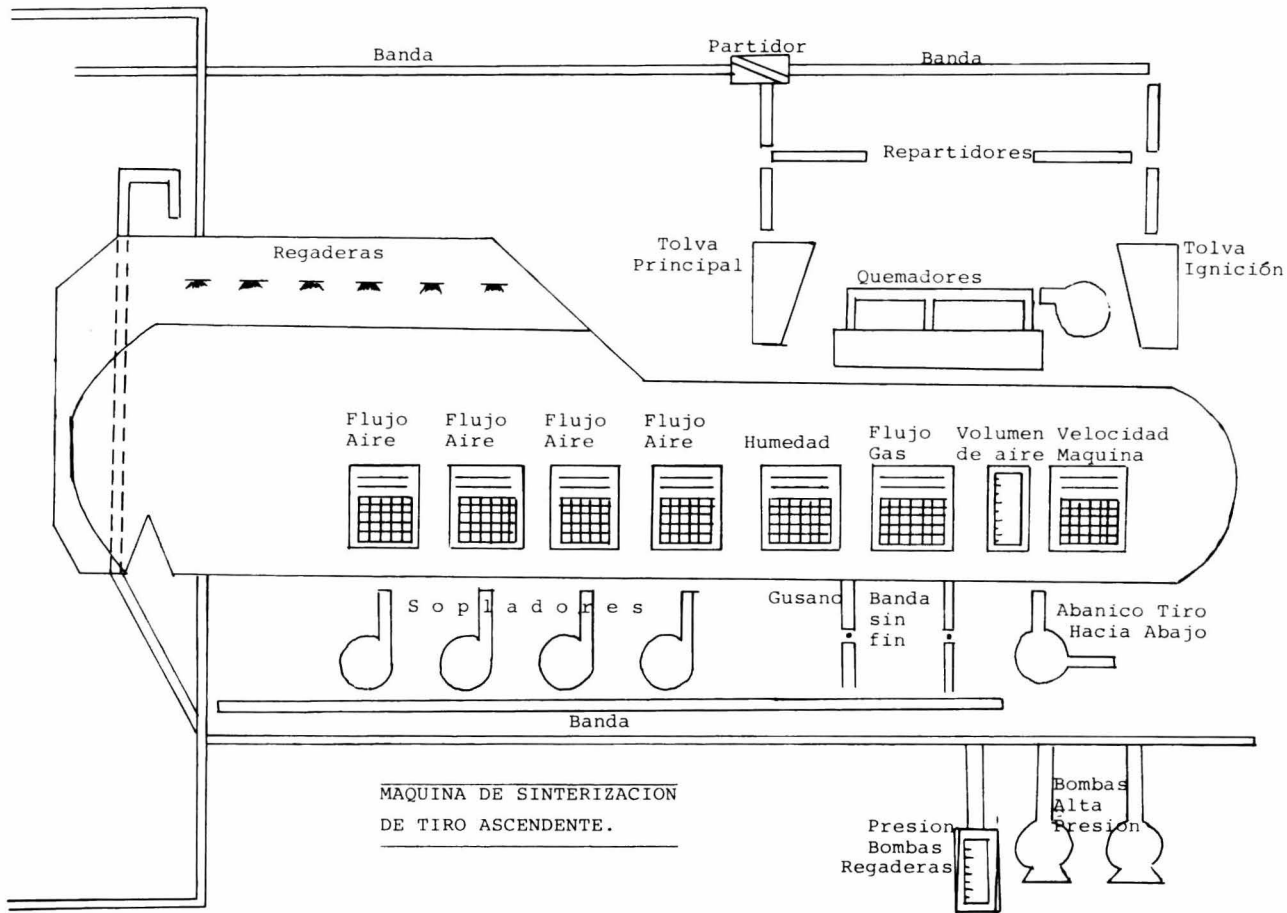 Partidor
Banda
Banda
Repartidores
Regaderas
Tolva
Principal
Tolva
Ignición
Quemadores
Flujo
Aire
Flujo
Aire
Flujo
Aire
Flujo
Aire
Humedad
Flujo
Gas
Volumen
de aire
Velocidad
Maquina
S o p l a d o r e s
Gusano
Banda
sin
fin
Abanico Tiro
Hacia Abajo
Banda
MAQUINA DE SINTERIZACION
DE TIRO ASCENDENTE.
Presion
Bombas
Regaderas
Bombas
Alta
Presion